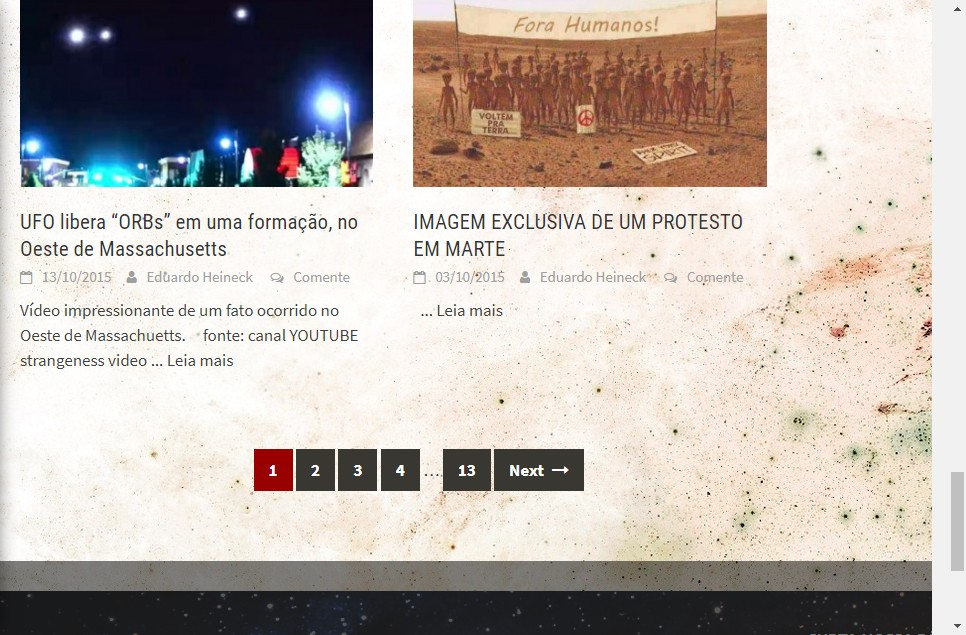 Fora Humanos!
VOLTEM
PRA
TERRA
UFO libera “ORBs” em uma formação, no
Oeste de Massachusetts
13/10/2015 Eduardo Heineck Comente
Vídeo impressionante de um fato ocorrido no
Oeste de Massachuetts. fonte: canal YOUTUBE
strangeness video ... Leia mais
IMAGEM EXCLUSIVA DE UM PROTESTO
EM MARTE
03/10/2015 Eduardo Heineck Comente
... Leia mais
1 2 3 4 … 13 Next →